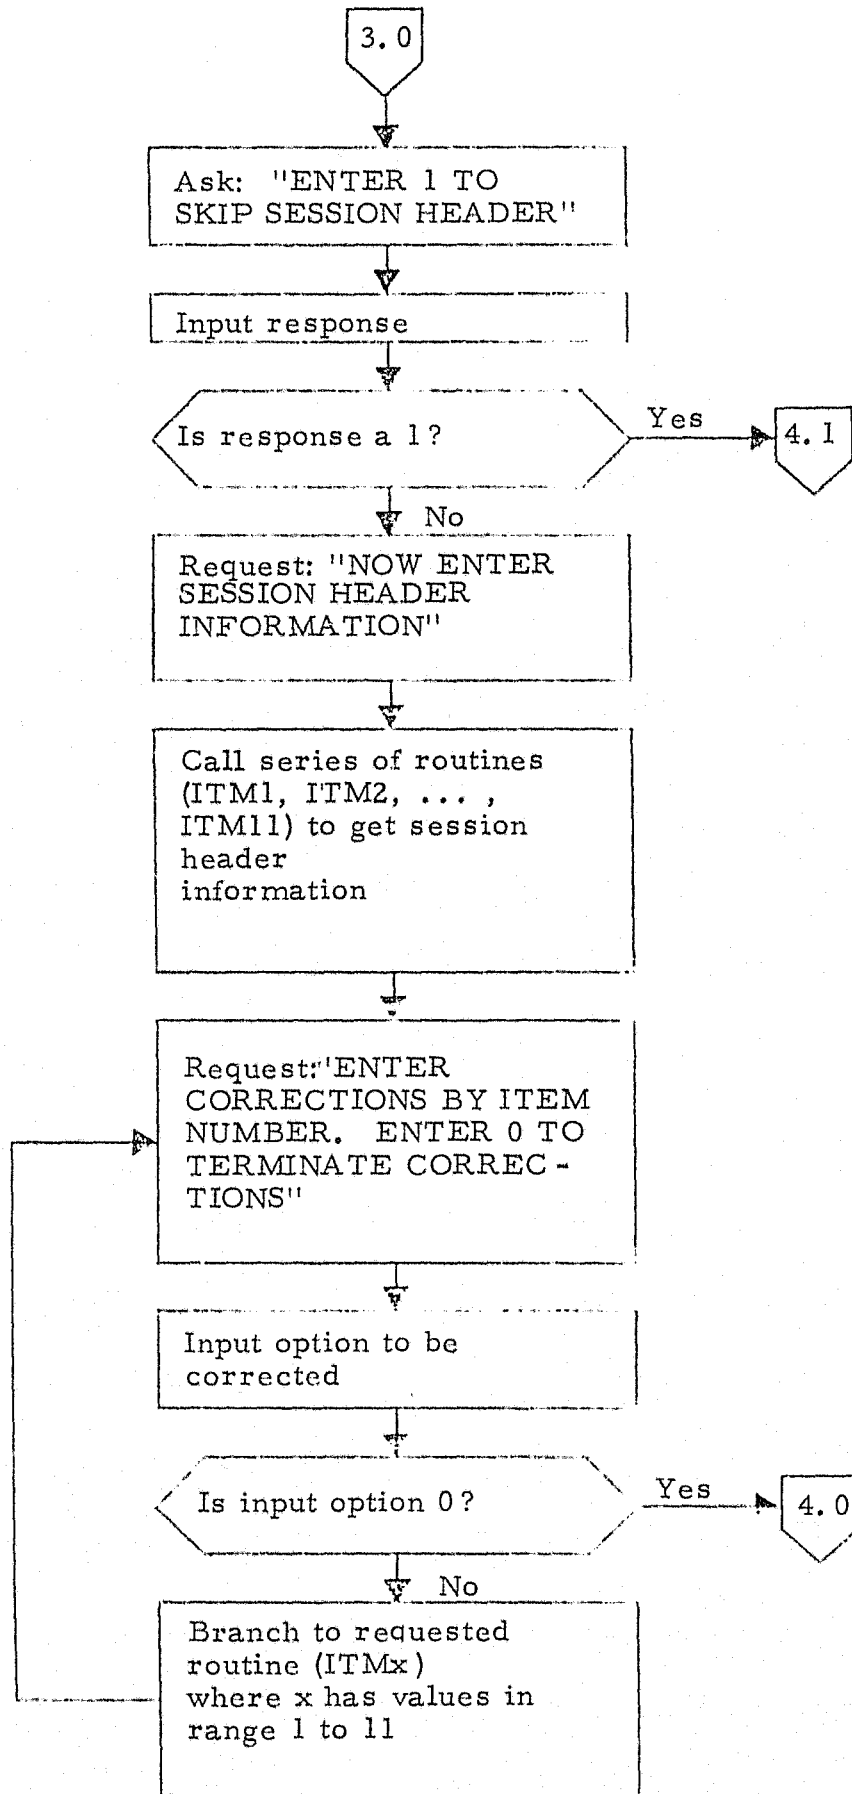 3.0
Ask: "ENTER 1 TO
SKIP SESSION HEADER"
Input response
Is response a 1?
Yes
4.1
No
Request: "NOW ENTER
SESSION HEADER
INFORMATION"
Call series of routines
(ITM1, ITM2, ... ,
ITM11) to get session
header
information
Request:"ENTER
CORRECTIONS BY ITEM
NUMBER. ENTER 0 TO
TERMINATE CORREC -
TIONS"
Input option to be
corrected
Is input option 0?
Yes
4.0
No
Branch to requested
routine (ITMx)
where x has values in
range 1 to 11